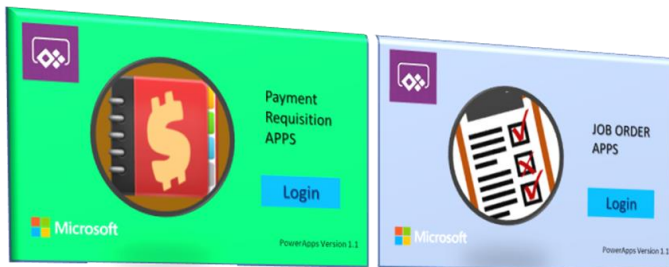 Payment
Requisition
APPS
Login
Microsoft
PowerApps Version 1.1
JOB ORDER
APPS
Login
Microsoft
PowerApps Version 1.1